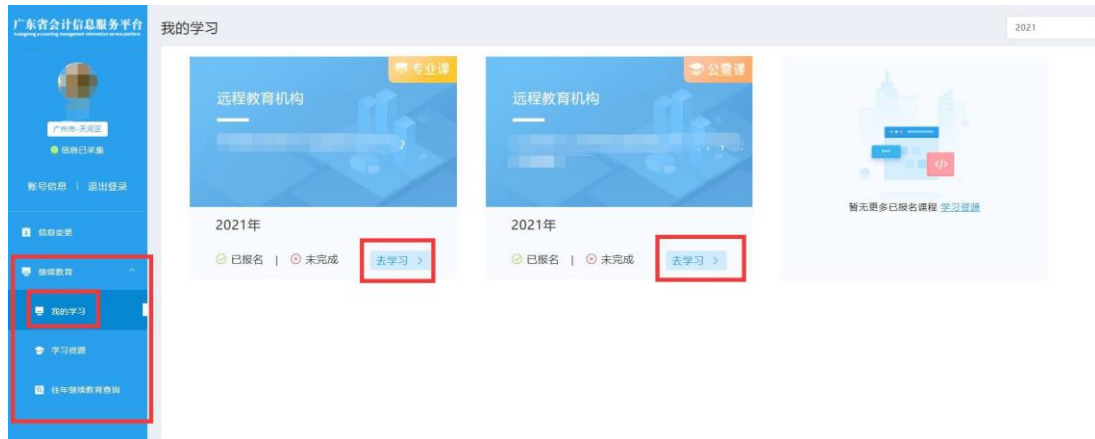 广东省会计信息服务平台
广州市-天河区
信息已采集
账号信息 | 退出登录
信息变更
继续教育
我的学习
学习资源
往年继续教育查询
我的学习
2021
专业课
远程教育机构
2021年
已报名 | 未完成
去学习 >
公需课
远程教育机构
2021年
已报名 | 未完成
去学习 >
暂无更多已报名课程 学习资源